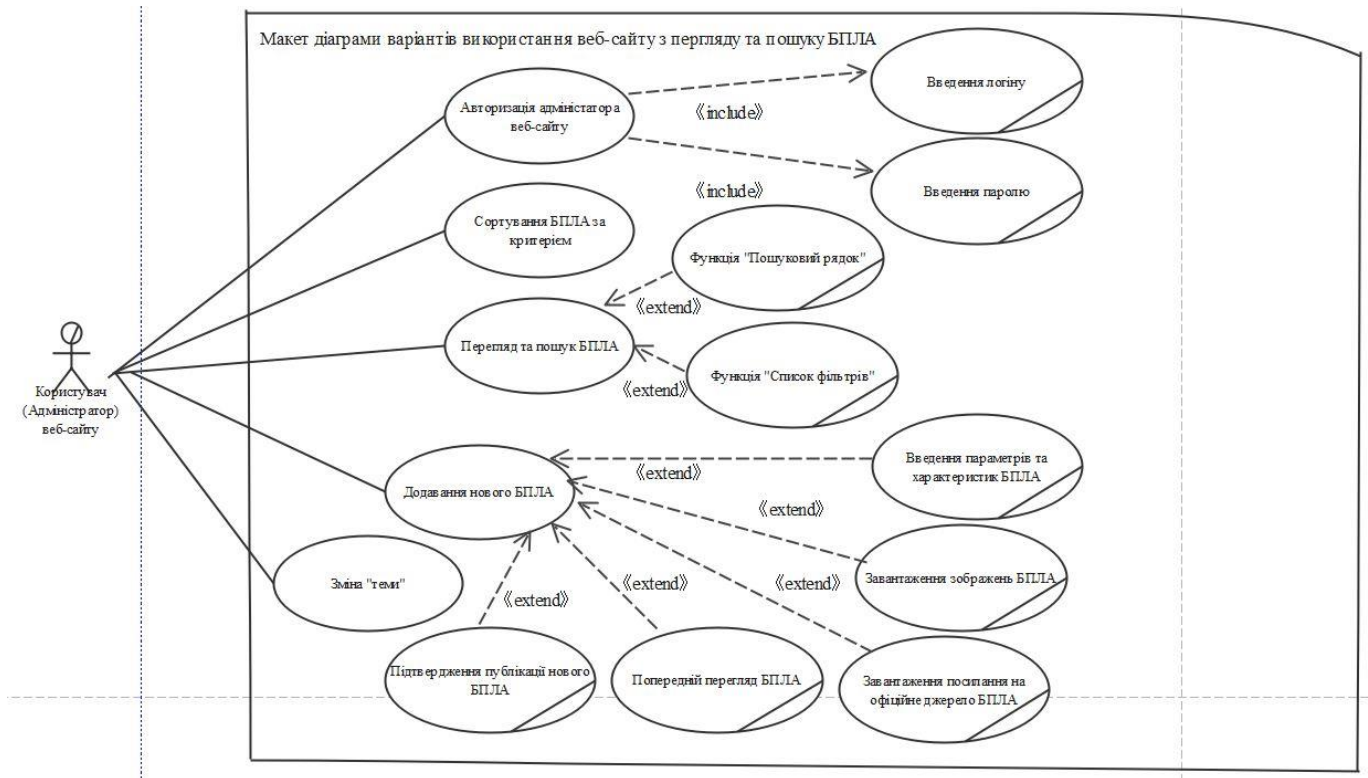 Макет діаграми варіантів використання веб-сайту з пергляду та пошуку БПЛА
Введення логіну
Авторизація адмістатора
веб-сайту
《include》
Введення паролю
《include》
Сортування БПЛА за
критерієм
Функція "Пошуковий рядок"
《extend》
Перегляд та пошук БПЛА
Функція "Список фільтрів"
《extend》
Користувач
(Адміністратор)
веб-сайту
Введення параметрів та
характеристик БПЛА
《extend》
Додавання нового БПЛА
《extend》
Завантаження зображень БПЛА
Зміна "теми"
《extend》
《extend》
《extend》
Підтвердження публікації нового
БПЛА
Попередній перегляд БПЛА
Завантаження посилання на
офіційне джерело БПЛА